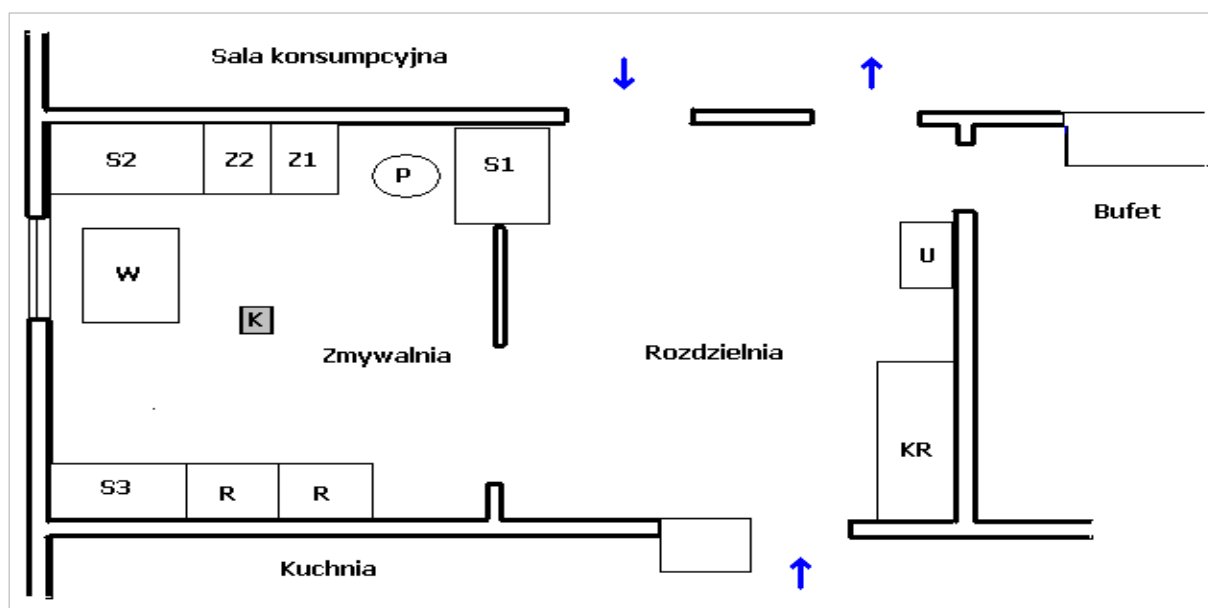 Sala konsumpcyjna
S2
Z2
Z1
P
S1
Bufet
U
W
K
Zmywalnia
Rozdzielnia
KR
S3
R
R
Kuchnia